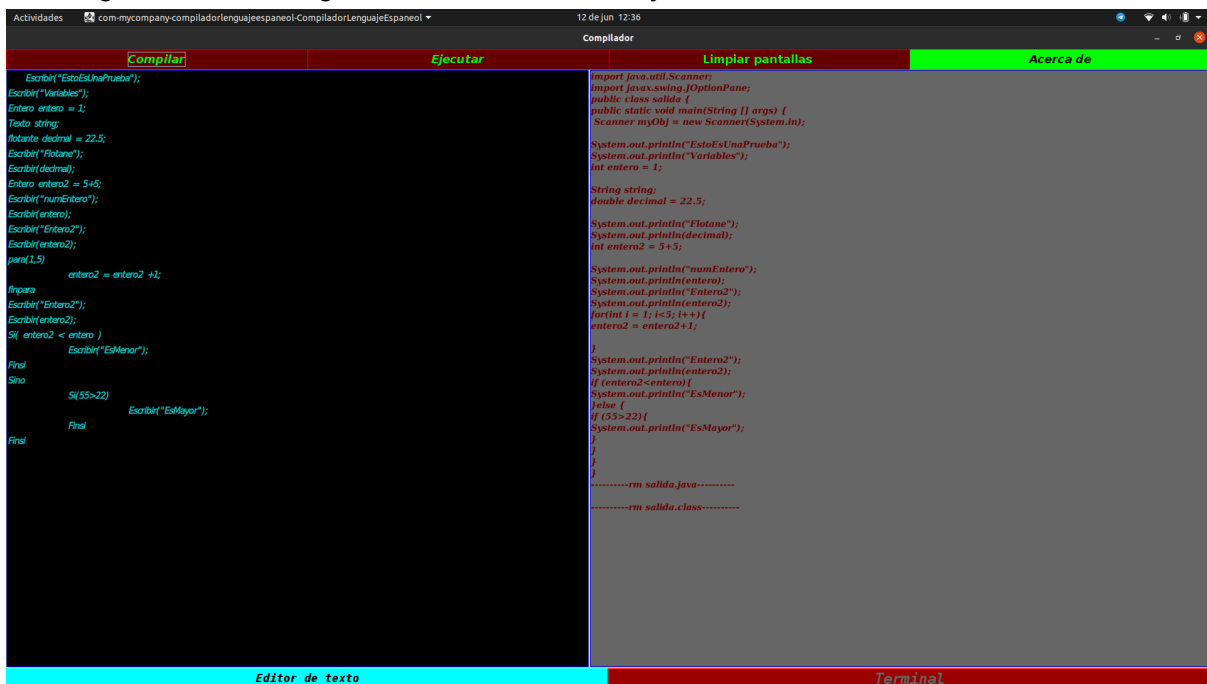 Actividades com-mycompany-compiladorlenguajeespaneol-CompiladorLenguajeEspaneol 12 de jun 12:36
Compilador
Compilar Ejecutar Limpiar pantallas Acerca de
Escribir("EstoEsUnaPrueba");
Escribir("Variables");
Entero entero = 1;
Texto string;
flotante decimal = 22.5;
Escribir("Flotane");
Escribir(decimal);
Entero entero2 = 5+5;
Escribir("numEntero");
Escribir(entero);
Escribir("Entero2");
Escribir(entero2);
para(1,5)
entero2 = entero2 +1;
finpara
Escribir("Entero2");
Escribir(entero2);
Si( entero2 < entero )
Escribir("EsMenor");
Finsi
Sino
Si(55>22)
Escribir("EsMayor");
Finsi
Finsi
import java.util.Scanner;
import javax.swing.JOptionPane;
public class salida {
public static void main(String [] args) {
Scanner myObj = new Scanner(System.in);
System.out.println("EstoEsUnaPrueba");
System.out.println("Variables");
int entero = 1;
String string;
double decimal = 22.5;
System.out.println("Flotane");
System.out.println(decimal);
int entero2 = 5+5;
System.out.println("numEntero");
System.out.println(entero);
System.out.println("Entero2");
System.out.println(entero2);
for(int i = 1; i<5; i++){
entero2 = entero2+1;
}
System.out.println("Entero2");
System.out.println(entero2);
if (entero2<entero){
System.out.println("EsMenor");
}else {
if (55>22){
System.out.println("EsMayor");
}
}
}
}
----------rm salida.java----------
----------rm salida.class----------
Editor de texto Terminal